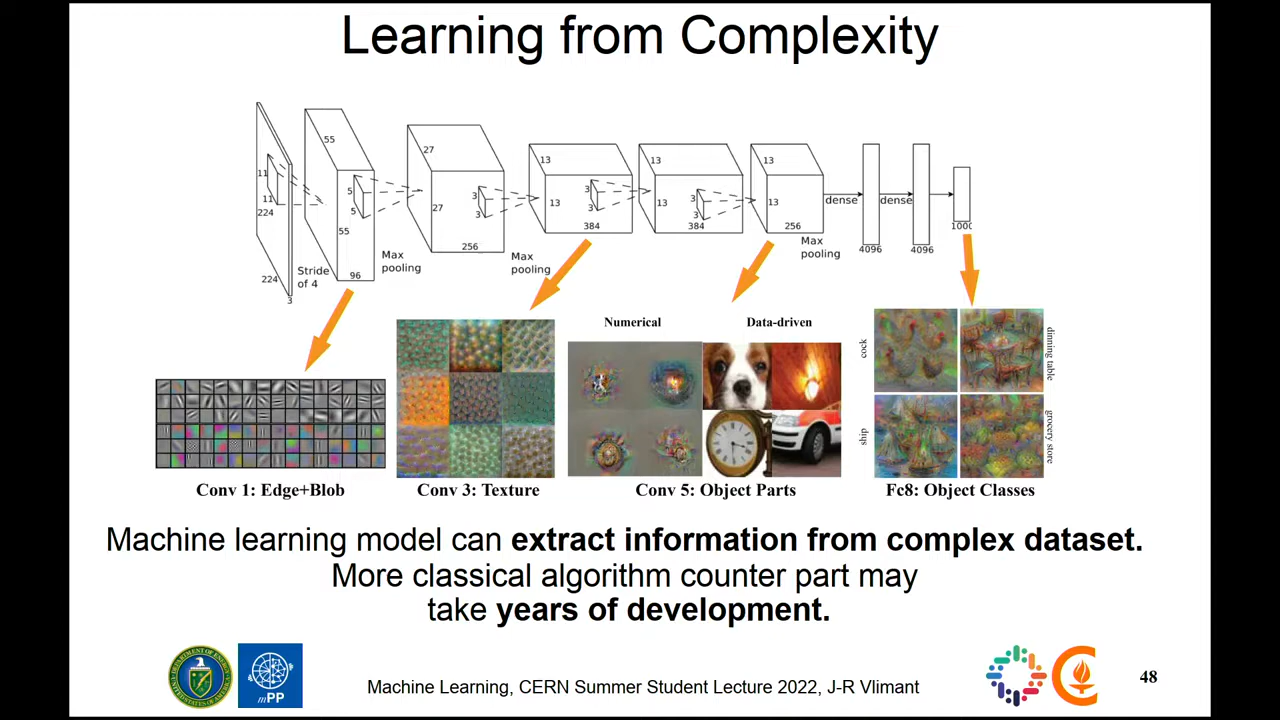 Learning from Complexity
11
11
224
224
3
Stride
of 4
55
55
5
5
96
Max
pooling
27
27
3
3
256
Max
pooling
13
13
3
3
384
13
13
3
3
384
13
13
256
Max
pooling
dense
4096
dense
4096
1000
Numerical
Data-driven
cock
dinning table
ship
grocery store
Conv 1: Edge+Blob
Conv 3: Texture
Conv 5: Object Parts
Fc8: Object Classes
Machine learning model can extract information from complex dataset.
More classical algorithm counter part may
take years of development.
mPP
Machine Learning, CERN Summer Student Lecture 2022, J-R Vlimant
48